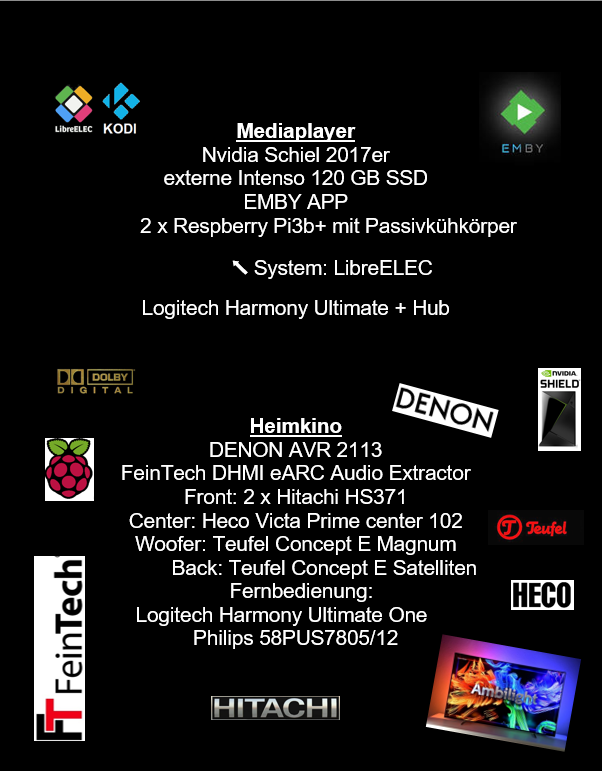 LibreELEC
KODI
EMBY
Mediaplayer
Nvidia Schiel 2017er
externe Intenso 120 GB SSD
EMBY APP
2 x Respberry Pi3b+ mit Passivkühkörper
System: LibreELEC
Logitech Harmony Ultimate + Hub
DOLBY
DIGITAL
DENON
NVIDIA
SHIELD
Heimkino
DENON AVR 2113
FeinTech DHMI eARC Audio Extractor
Front: 2 x Hitachi HS371
Center: Heco Victa Prime center 102
Woofer: Teufel Concept E Magnum
Back: Teufel Concept E Satelliten
Fernbedienung:
Logitech Harmony Ultimate One
Philips 58PUS7805/12
Teufel
HECO
FT FeinTech
Ambilight
HITACHI